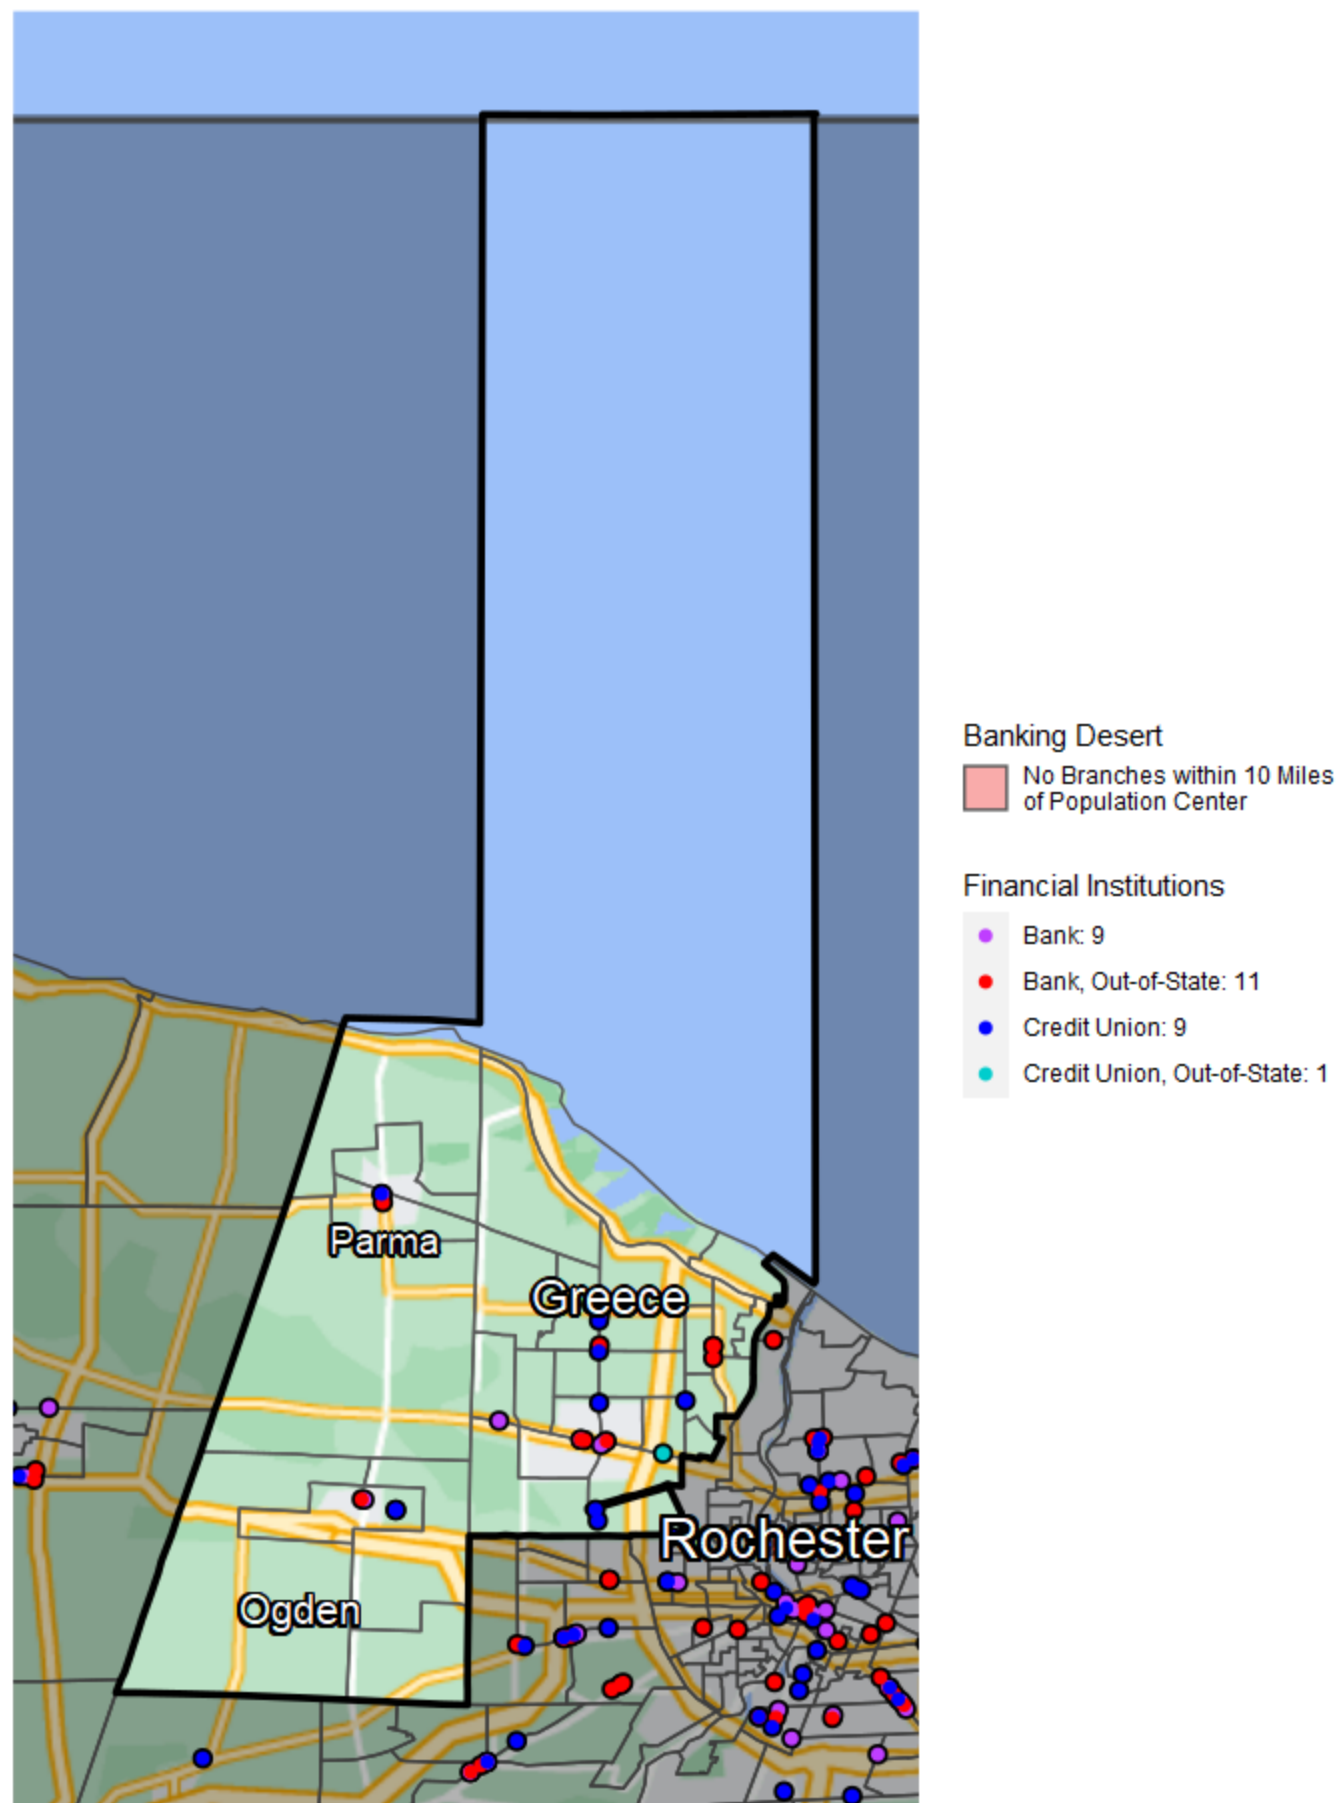 Banking Desert
No Branches within 10 Miles
of Population Center
Financial Institutions
Bank: 9
Bank, Out-of-State: 11
Credit Union: 9
Credit Union, Out-of-State: 1
Parma
Greece
Rochester
Ogden